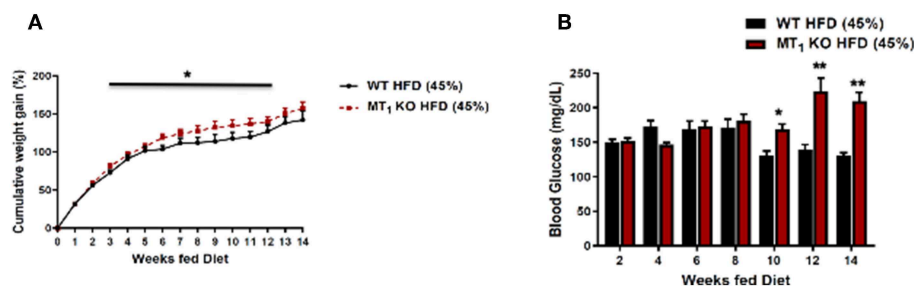 A
WT HFD (45%)
MT1 KO HFD (45%)
*
Cumulative weight gain (%)
200
150
100
50
0
0 1 2 3 4 5 6 7 8 9 10 11 12 13 14
Weeks fed Diet
B
WT HFD (45%)
MT1 KO HFD (45%)
Blood Glucose (mg/dL)
250
200
150
100
50
0
* ** **
2 4 6 8 10 12 14
Weeks fed Diet